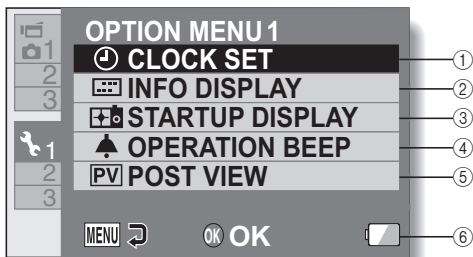 OPTION MENU 1
CLOCK SET ①
INFO DISPLAY ②
STARTUP DISPLAY ③
OPERATION BEEP ④
PV POST VIEW ⑤
MENU OK OK ⑥
1
2
3
1
2
3